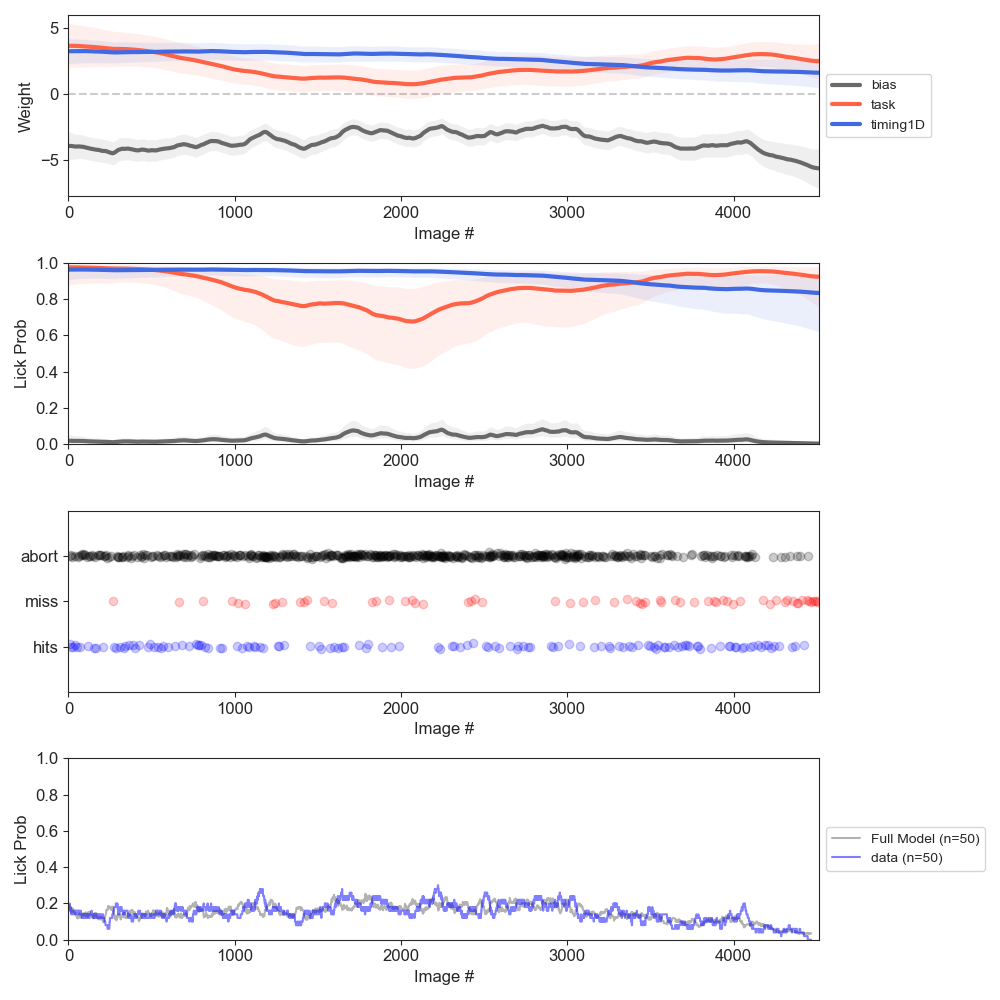 5
0
−5
Weight
0 1000 2000 3000 4000
Image #
bias
task
timing1D
1.0
0.8
0.6
0.4
0.2
0.0
Lick Prob
0 1000 2000 3000 4000
Image #
abort
miss
hits
0 1000 2000 3000 4000
Image #
1.0
0.8
0.6
0.4
0.2
0.0
Lick Prob
0 1000 2000 3000 4000
Image #
Full Model (n=50)
data (n=50)